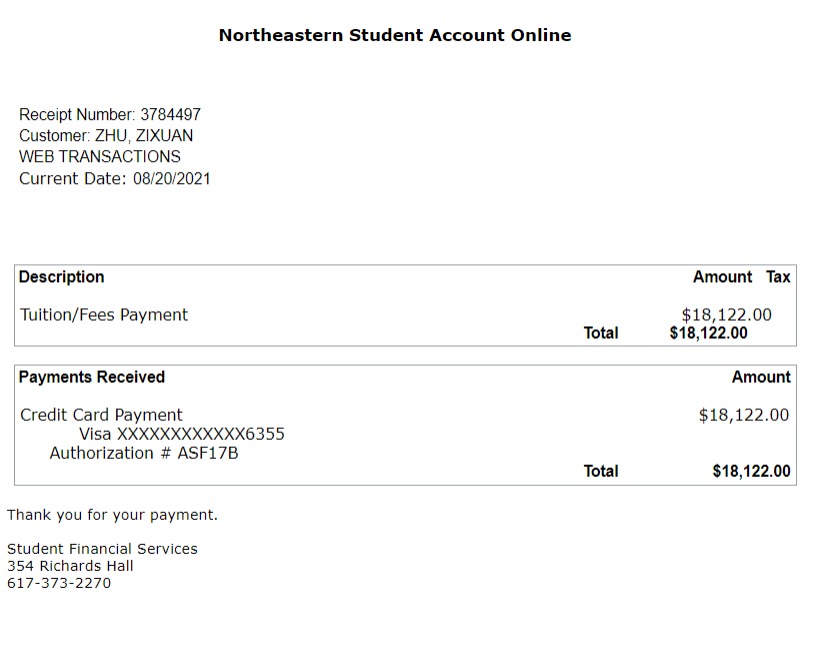 Northeastern Student Account Online
Receipt Number: 3784497
Customer: ZHU, ZIXUAN
WEB TRANSACTIONS
Current Date: 08/20/2021
Description Amount Tax
Tuition/Fees Payment $18,122.00
Total $18,122.00
Payments Received Amount
Credit Card Payment $18,122.00
Visa XXXXXXXXXXXX6355
Authorization # ASF17B
Total $18,122.00
Thank you for your payment.
Student Financial Services
354 Richards Hall
617-373-2270